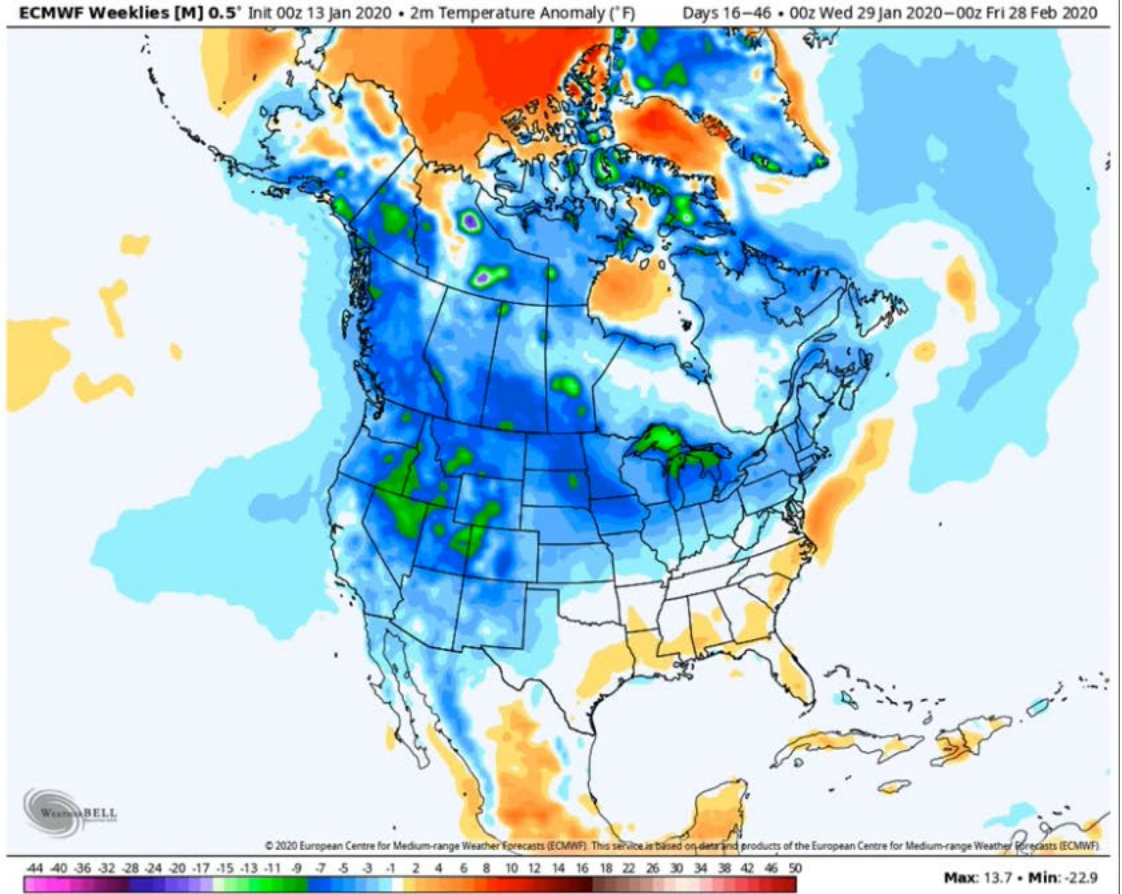 ECMWF Weeklies [M] 0.5° Init 00z 13 Jan 2020 • 2m Temperature Anomaly (°F) Days 16−46 • 00z Wed 29 Jan 2020−00z Fri 28 Feb 2020
WeatherBELL
© 2020 European Centre for Medium-range Weather Forecasts (ECMWF). This service is based on data and products of the European Centre for Medium-range Weather Forecasts (ECMWF).
-44 -40 -36 -32 -28 -24 -20 -17 -15 -13 -11 -9 -7 -5 -3 -1 2 4 6 8 10 12 14 16 18 22 26 30 34 38 42 46 50 Max: 13.7 • Min: -22.9